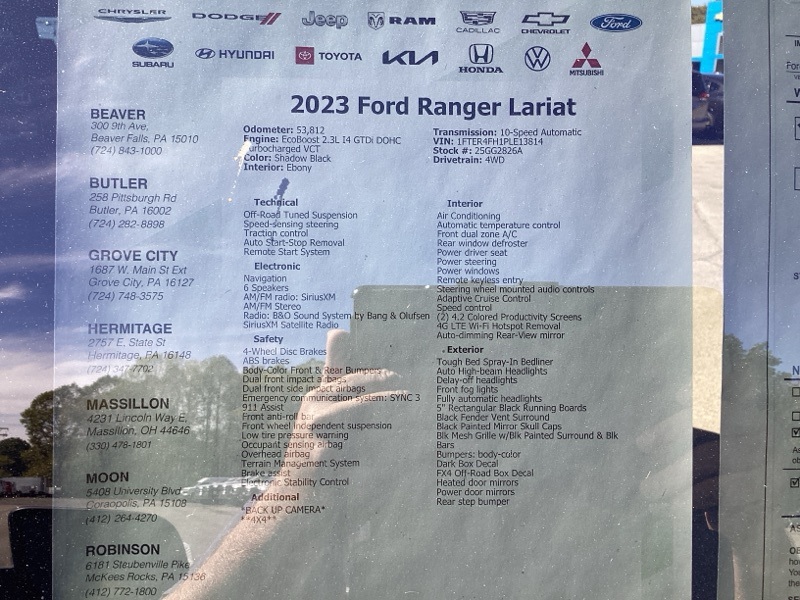 CHRYSLER DODGE Jeep RAM CADILLAC CHEVROLET Ford
SUBARU HYUNDAI TOYOTA KIA HONDA MITSUBISHI
2023 Ford Ranger Lariat
BEAVER
300 9th Ave,
Beaver Falls, PA 15010
(724) 843-1000
BUTLER
258 Pittsburgh Rd
Butler, PA 16002
(724) 282-8898
GROVE CITY
1687 W. Main St Ext
Grove City, PA 16127
(724) 748-3575
HERMITAGE
2757 E. State St
Hermitage, PA 16148
(724) 347-7702
MASSILLON
4231 Lincoln Way E,
Massillon, OH 44646
(330) 478-1801
MOON
5408 University Blvd
Coraopolis, PA 15108
(412) 264-4270
ROBINSON
6181 Steubenville Pike
McKees Rocks, PA 15136
(412) 772-1800
Odometer: 53,812
Engine: EcoBoost 2.3L I4 GTDi DOHC
Turbocharged VCT
Color: Shadow Black
Interior: Ebony
Transmission: 10-Speed Automatic
VIN: 1FTER4FH1PLE13814
Stock #: 25GG2826A
Drivetrain: 4WD
Technical
Off-Road Tuned Suspension
Speed-sensing steering
Traction control
Auto Start-Stop Removal
Remote Start System
Electronic
Navigation
6 Speakers
AM/FM radio: SiriusXM
AM/FM Stereo
Radio: B&O Sound System by Bang & Olufsen
SiriusXM Satellite Radio
Safety
4-Wheel Disc Brakes
ABS brakes
Body-Color Front & Rear Bumpers
Dual front impact airbags
Dual front side impact airbags
Emergency communication system: SYNC 3
911 Assist
Front anti-roll bar
Front wheel independent suspension
Low tire pressure warning
Occupant sensing airbag
Overhead airbag
Terrain Management System
Brake assist
Electronic Stability Control
Additional
*BACK UP CAMERA*
**4X4**
Interior
Air Conditioning
Automatic temperature control
Front dual zone A/C
Rear window defroster
Power driver seat
Power steering
Power windows
Remote keyless entry
Steering wheel mounted audio controls
Adaptive Cruise Control
Speed control
(2) 4.2 Colored Productivity Screens
4G LTE Wi-Fi Hotspot Removal
Auto-dimming Rear-View mirror
Exterior
Tough Bed Spray-In Bedliner
Auto High-beam Headlights
Delay-off headlights
Front fog lights
Fully automatic headlights
5" Rectangular Black Running Boards
Black Fender Vent Surround
Black Painted Mirror Skull Caps
Blk Mesh Grille w/Blk Painted Surround & Blk
Bars
Bumpers: body-color
Dark Box Decal
FX4 Off-Road Box Decal
Heated door mirrors
Power door mirrors
Rear step bumper